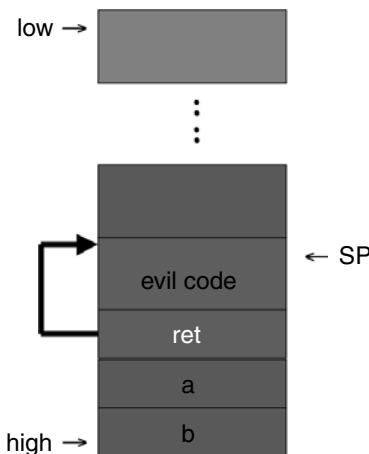 low →
← SP
evil code
ret
a
b
high →